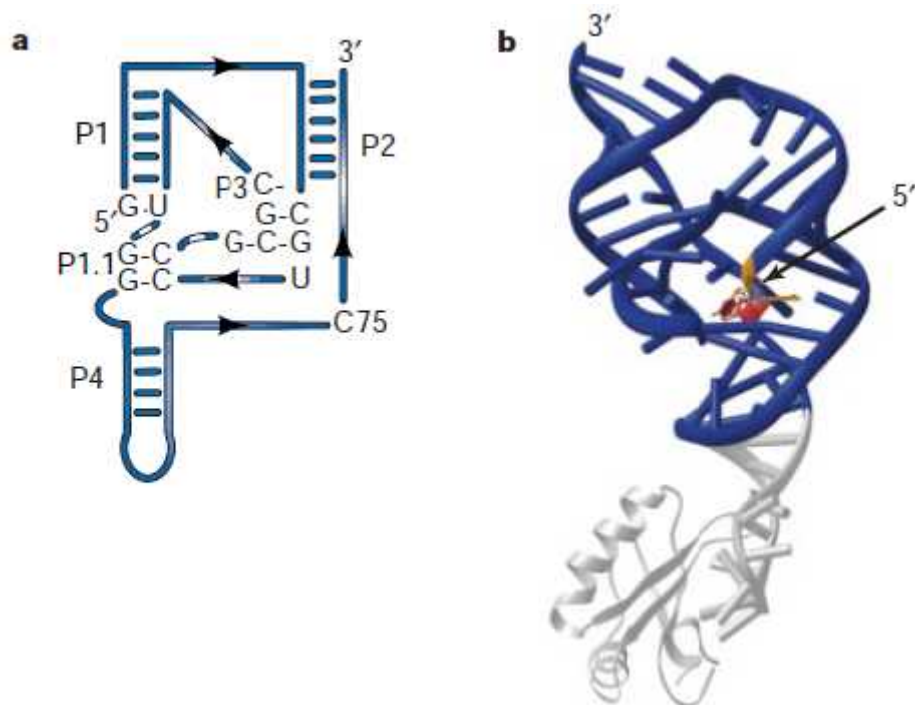 a
3′
P1
P2
P3 C-
5′ G U
G-C
G-C-G
P1.1 G-C
G-C
U
C75
P4
b
3′
5′